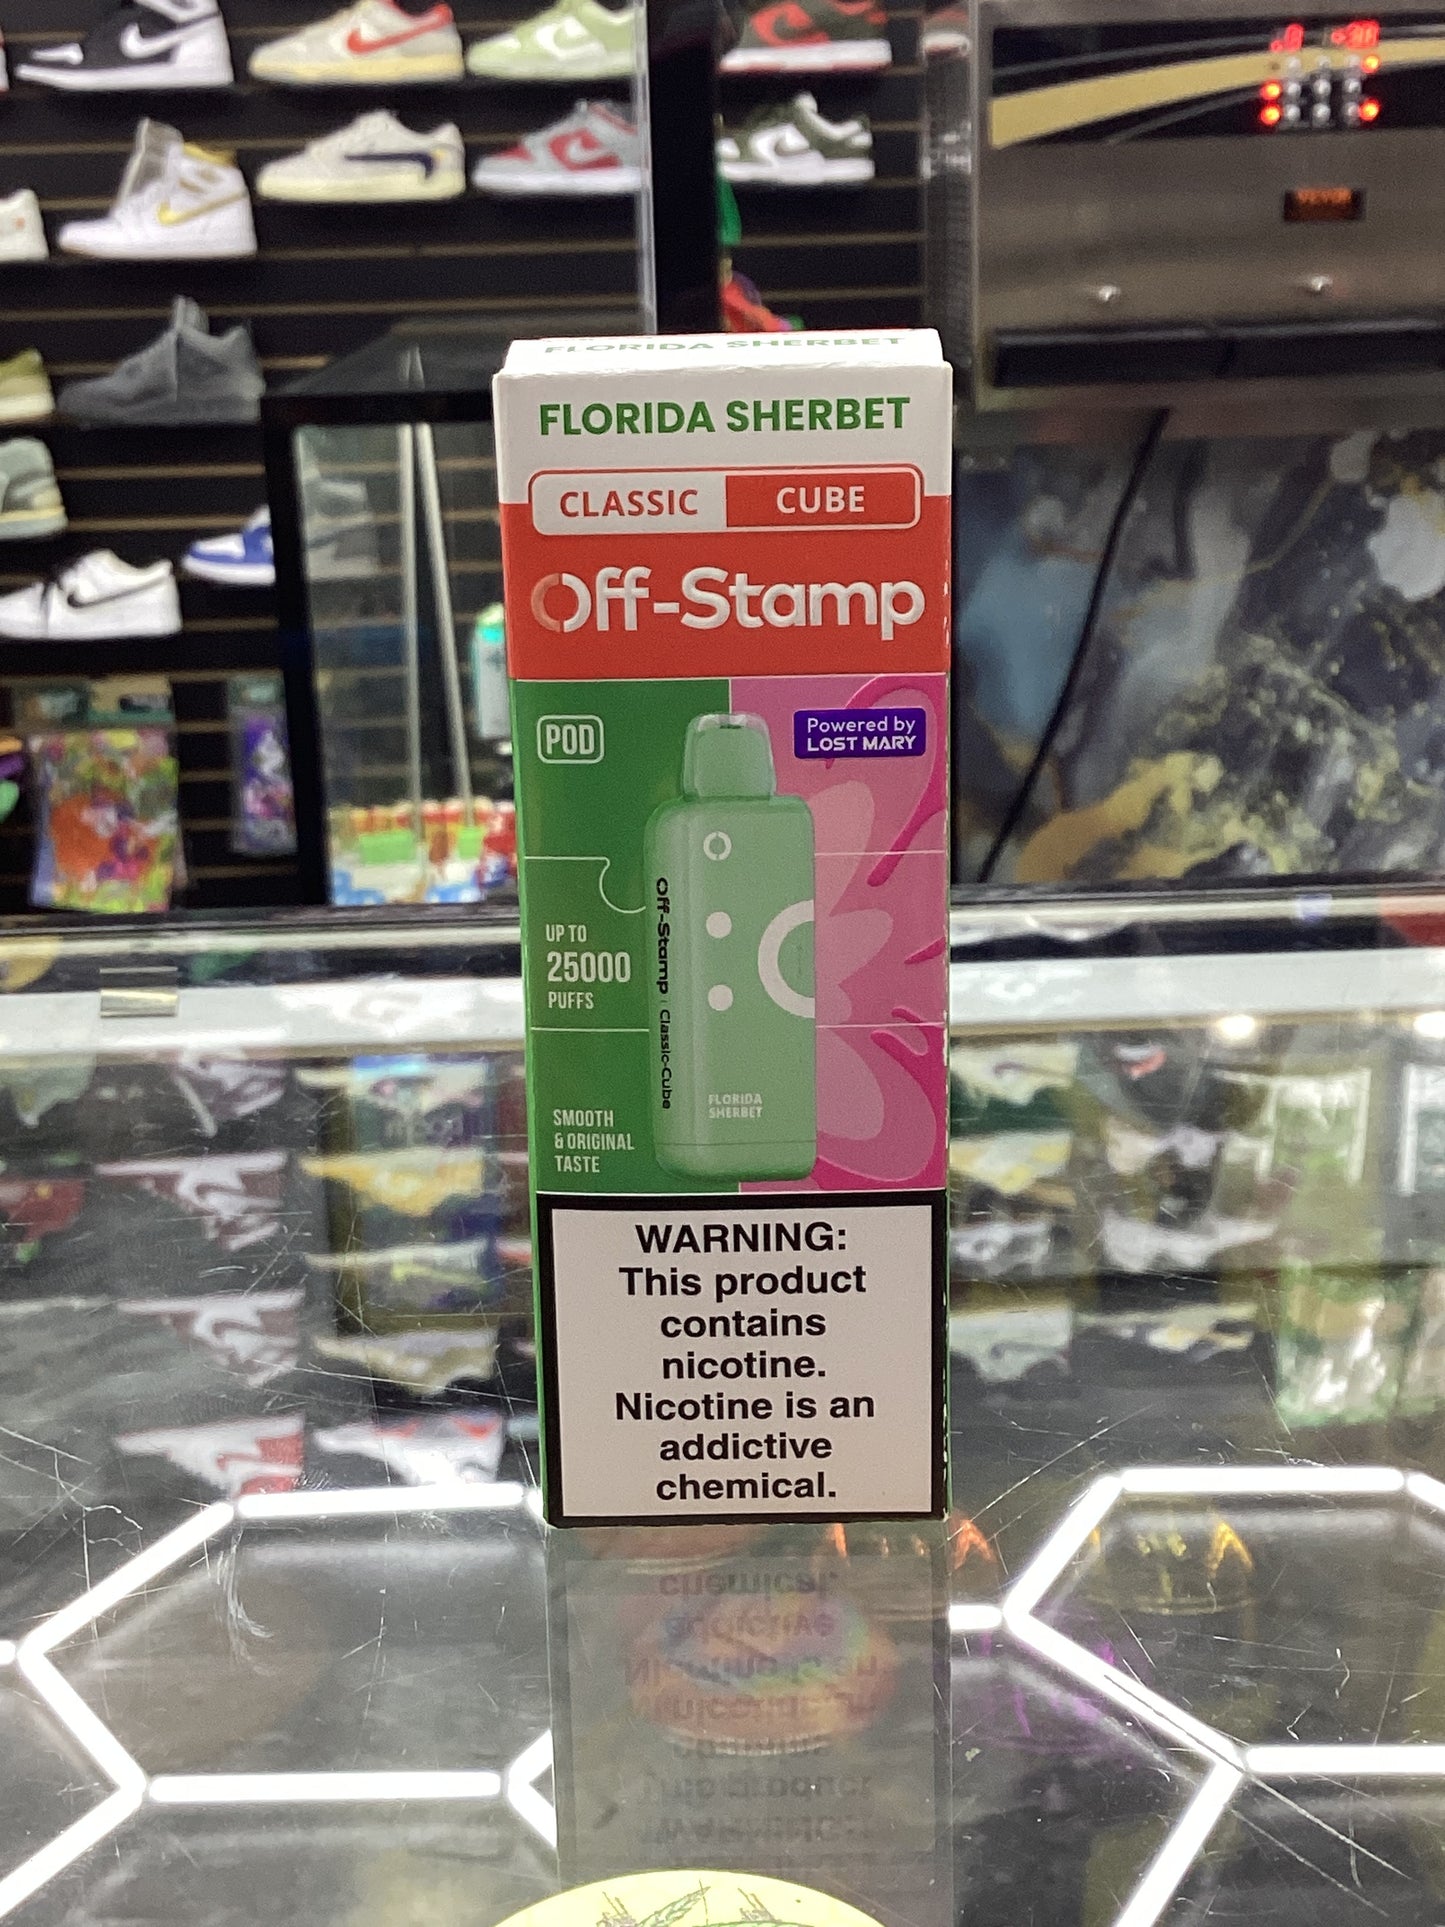 FLORIDA SHERBET
FLORIDA SHERBET
CLASSIC CUBE
Off-Stamp
POD
Powered by
LOST MARY
UP TO
25000
PUFFS
Off-Stamp | Classic-Cube
FLORIDA
SHERBET
SMOOTH
& ORIGINAL
TASTE
WARNING:
This product
contains
nicotine.
Nicotine is an
addictive
chemical.